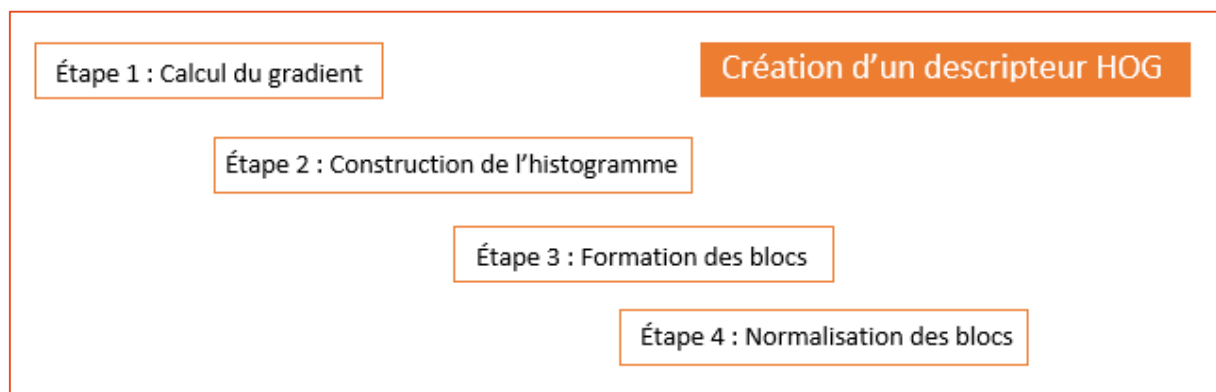 Étape 1 : Calcul du gradient
Création d’un descripteur HOG
Étape 2 : Construction de l’histogramme
Étape 3 : Formation des blocs
Étape 4 : Normalisation des blocs